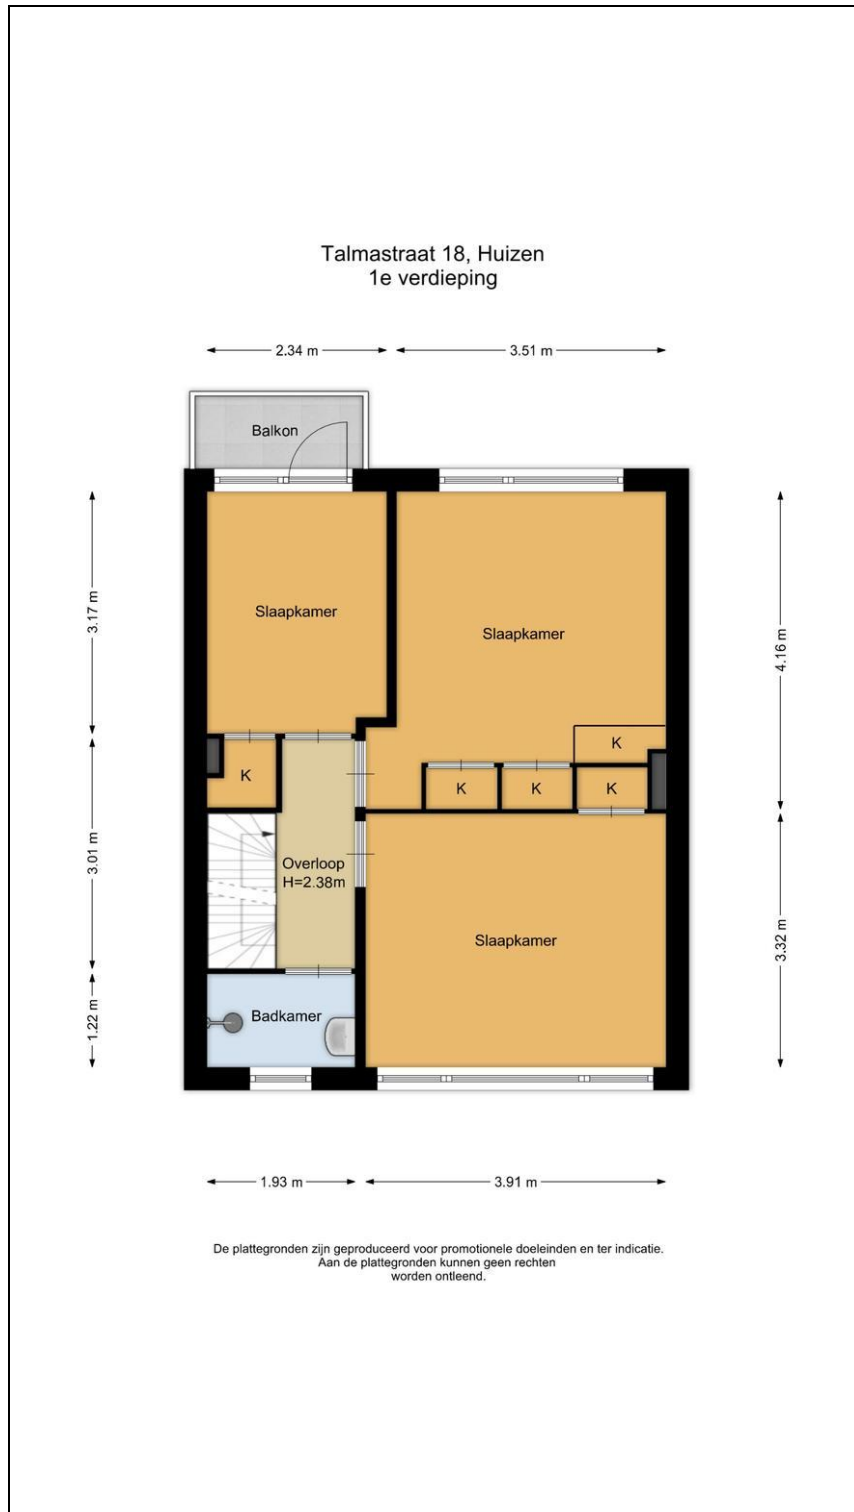 Talmastraat 18, Huizen
1e verdieping
2.34 m
3.51 m
Balkon
3.17 m
Slaapkamer
Slaapkamer
4.16 m
K
K
K
K
K
3.01 m
Overloop
H=2.38m
Slaapkamer
3.32 m
1.22 m
Badkamer
1.93 m
3.91 m
De plattegronden zijn geproduceerd voor promotionele doeleinden en ter indicatie.
Aan de plattegronden kunnen geen rechten
worden ontleend.